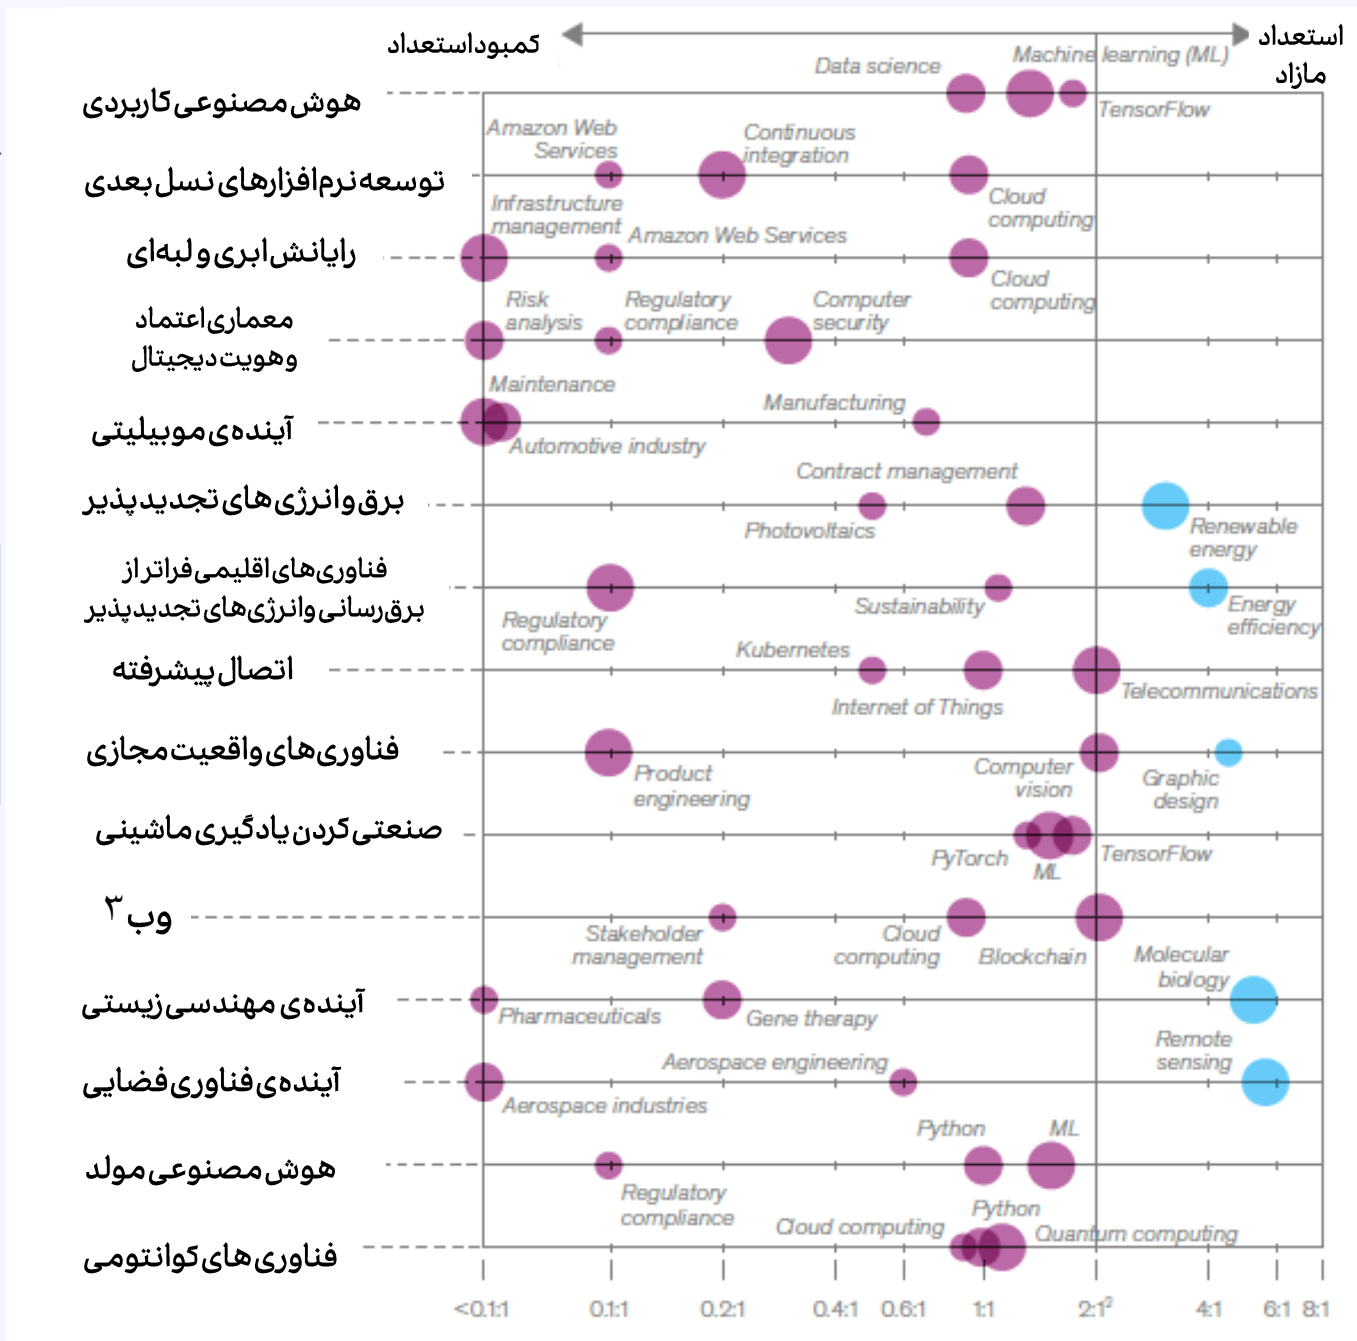 کمبود استعداد
استعداد
مازاد
هوش مصنوعی کاربردی
Data science
Machine learning (ML)
TensorFlow
توسعه نرم‌افزارهای نسل بعدی
Amazon Web
Services
Continuous
integration
Cloud
computing
رایانش ابری و لبه‌ای
Infrastructure
management
Amazon Web Services
Cloud
computing
معماری اعتماد
و هویت دیجیتال
Risk
analysis
Regulatory
compliance
Computer
security
آینده‌ی موبیلیتی
Maintenance
Automotive industry
Manufacturing
برق و انرژی‌های تجدیدپذیر
Contract management
Photovoltaics
Renewable
energy
فناوری‌های اقلیمی فراتر از
برق‌رسانی و انرژی‌های تجدیدپذیر
Regulatory
compliance
Sustainability
Energy
efficiency
اتصال پیشرفته
Kubernetes
Internet of Things
Telecommunications
فناوری‌های واقعیت مجازی
Product
engineering
Computer
vision
Graphic
design
صنعتی کردن یادگیری ماشینی
PyTorch
ML
TensorFlow
وب ۳
Stakeholder
management
Cloud
computing
Blockchain
آینده‌ی مهندسی زیستی
Pharmaceuticals
Gene therapy
Molecular
biology
آینده‌ی فناوری فضایی
Aerospace industries
Aerospace engineering
Remote
sensing
هوش مصنوعی مولد
Regulatory
compliance
Python
ML
فناوری‌های کوانتومی
Cloud computing
Python
Quantum computing
<0.1:1 0.1:1 0.2:1 0.4:1 0.6:1 1:1 2:1² 4:1 6:1 8:1